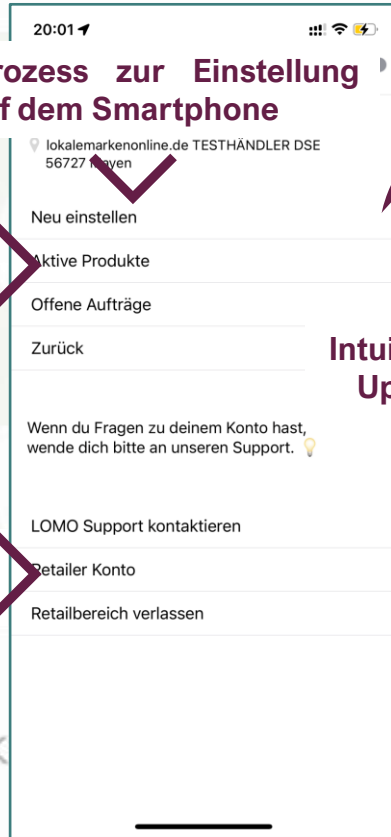 20:01
rozess zur Einstellung
f dem Smartphone
lokalemarkenonline.de TESTHÄNDLER DSE
56727 Mayen
Neu einstellen
Aktive Produkte
Offene Aufträge
Zurück
Intui
Up
Wenn du Fragen zu deinem Konto hast,
wende dich bitte an unseren Support. 💡
LOMO Support kontaktieren
Retailer Konto
Retailbereich verlassen